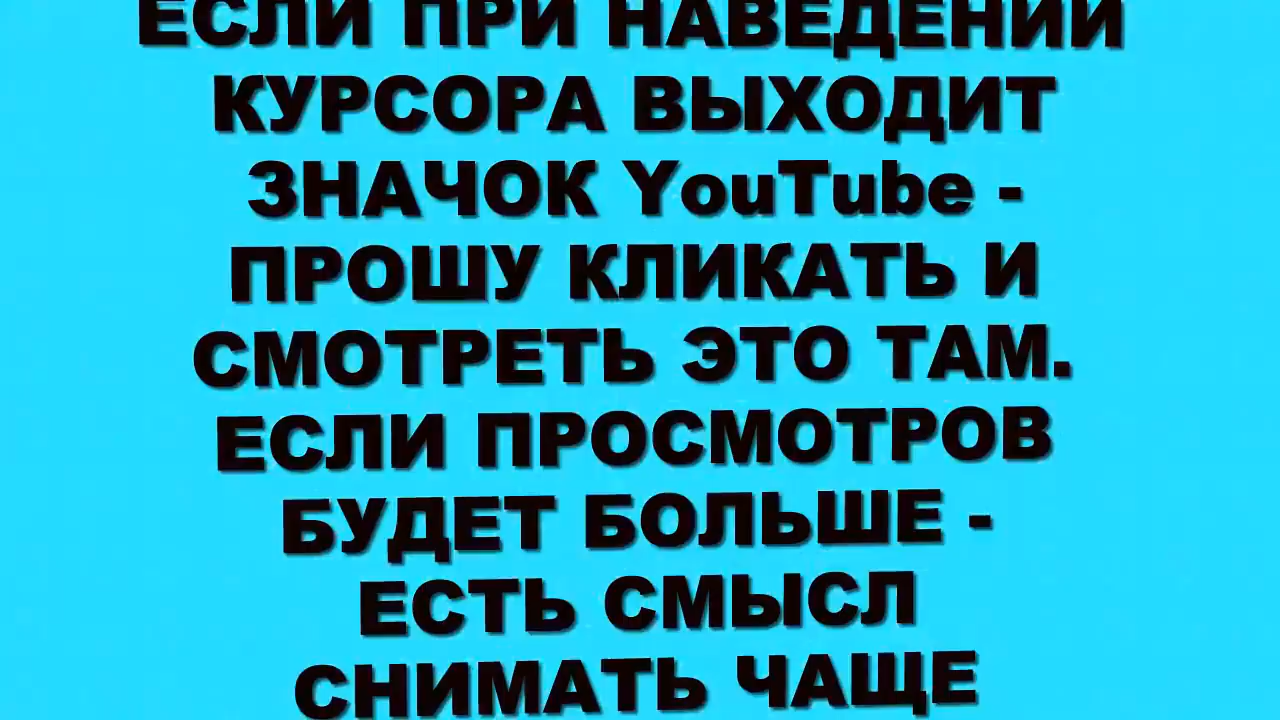 ЕСЛИ ПРИ НАВЕДЕНИИ
КУРСОРА ВЫХОДИТ
ЗНАЧОК YouTube -
ПРОШУ КЛИКАТЬ И
СМОТРЕТЬ ЭТО ТАМ.
ЕСЛИ ПРОСМОТРОВ
БУДЕТ БОЛЬШЕ -
ЕСТЬ СМЫСЛ
СНИМАТЬ ЧАЩЕ